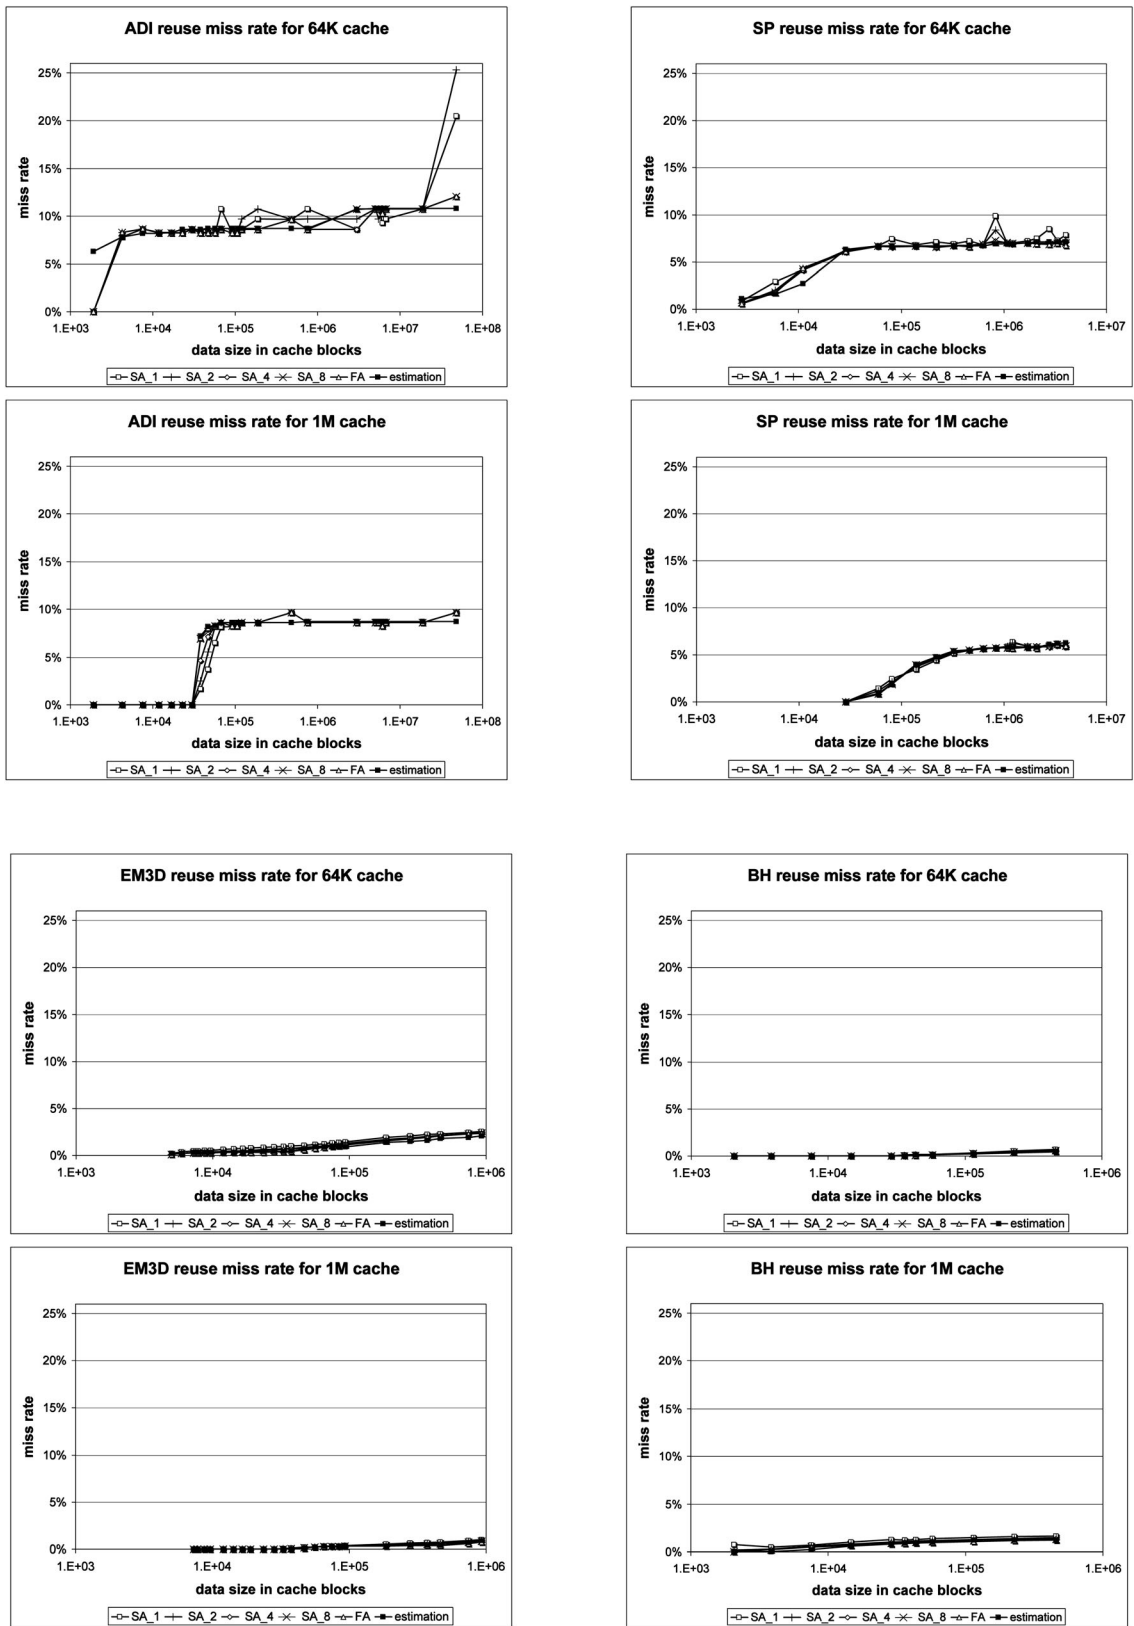 ADI reuse miss rate for 64K cache
miss rate
25%
20%
15%
10%
5%
0%
1.E+03 1.E+04 1.E+05 1.E+06 1.E+07 1.E+08
data size in cache blocks
SA_1 SA_2 SA_4 SA_8 FA estimation
SP reuse miss rate for 64K cache
miss rate
25%
20%
15%
10%
5%
0%
1.E+03 1.E+04 1.E+05 1.E+06 1.E+07
data size in cache blocks
SA_1 SA_2 SA_4 SA_8 FA estimation
ADI reuse miss rate for 1M cache
miss rate
25%
20%
15%
10%
5%
0%
1.E+03 1.E+04 1.E+05 1.E+06 1.E+07 1.E+08
data size in cache blocks
SA_1 SA_2 SA_4 SA_8 FA estimation
SP reuse miss rate for 1M cache
miss rate
25%
20%
15%
10%
5%
0%
1.E+03 1.E+04 1.E+05 1.E+06 1.E+07
data size in cache blocks
SA_1 SA_2 SA_4 SA_8 FA estimation
EM3D reuse miss rate for 64K cache
miss rate
25%
20%
15%
10%
5%
0%
1.E+03 1.E+04 1.E+05 1.E+06
data size in cache blocks
SA_1 SA_2 SA_4 SA_8 FA estimation
BH reuse miss rate for 64K cache
miss rate
25%
20%
15%
10%
5%
0%
1.E+03 1.E+04 1.E+05 1.E+06
data size in cache blocks
SA_1 SA_2 SA_4 SA_8 FA estimation
EM3D reuse miss rate for 1M cache
miss rate
25%
20%
15%
10%
5%
0%
1.E+03 1.E+04 1.E+05 1.E+06
data size in cache blocks
SA_1 SA_2 SA_4 SA_8 FA estimation
BH reuse miss rate for 1M cache
miss rate
25%
20%
15%
10%
5%
0%
1.E+03 1.E+04 1.E+05 1.E+06
data size in cache blocks
SA_1 SA_2 SA_4 SA_8 FA estimation